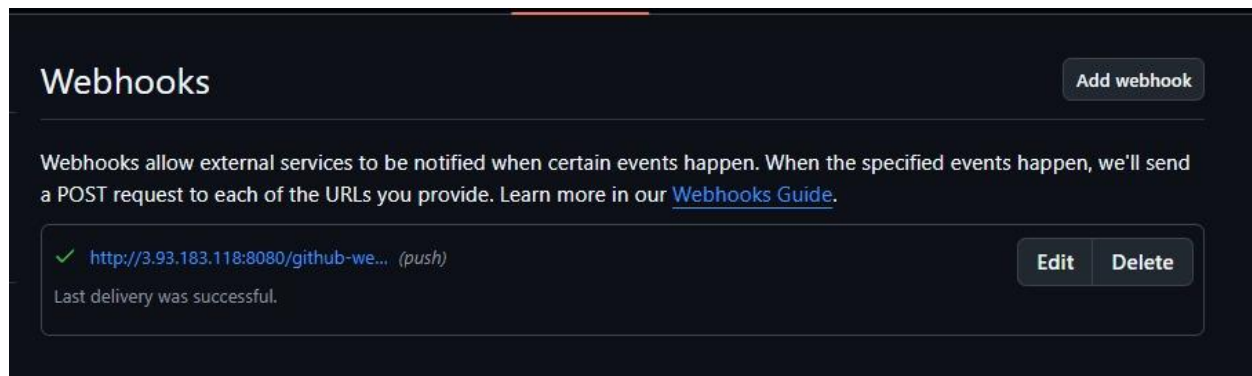 Webhooks
Add webhook
Webhooks allow external services to be notified when certain events happen. When the specified events happen, we'll send
a POST request to each of the URLs you provide. Learn more in our Webhooks Guide.
http://3.93.183.118:8080/github-we... (push)
Edit
Delete
Last delivery was successful.